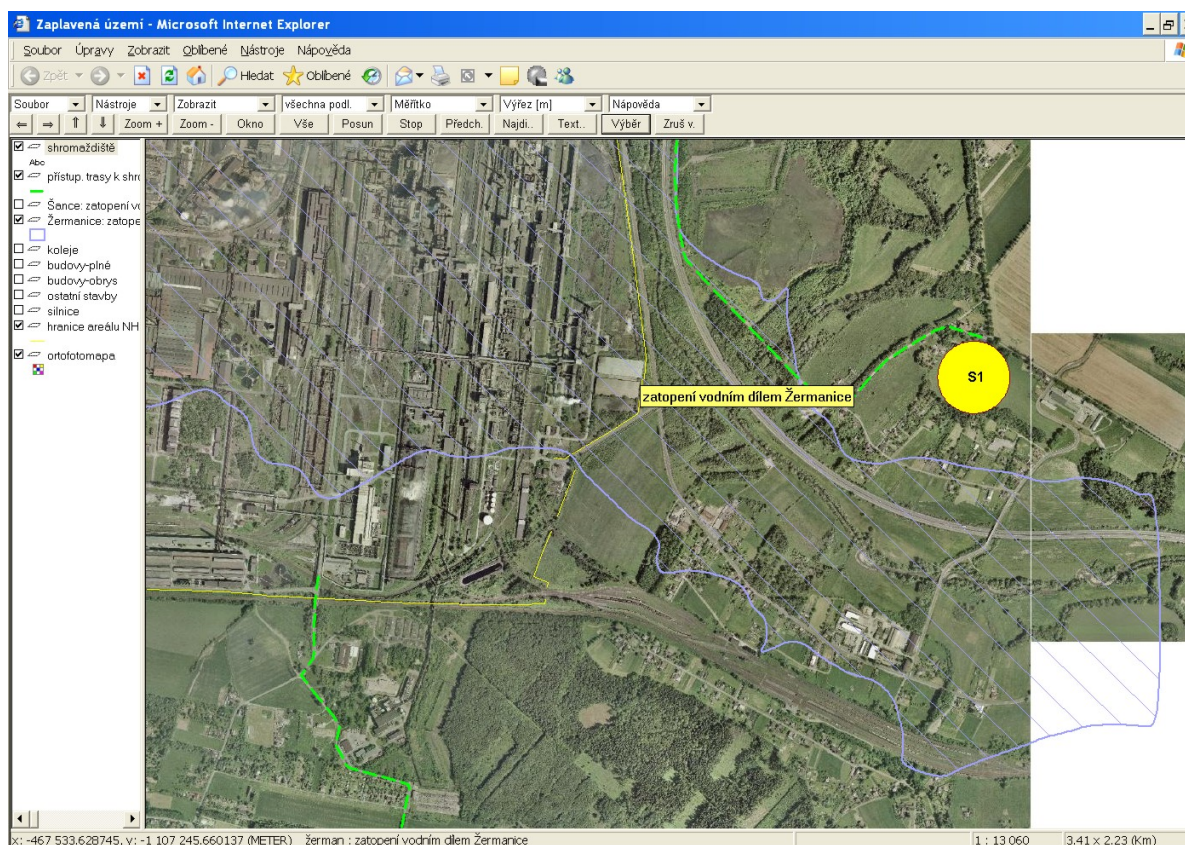 Zaplavená území - Microsoft Internet Explorer
Soubor Úpravy Zobrazit Oblíbené Nástroje Nápověda
Zpět Hledat Oblíbené
Soubor Nástroje Zobrazit všechna podl. Měřítko Výřez [m] Nápověda
Zoom + Zoom - Okno Vše Posun Stop Předch. Najdi.. Text.. Výběr Zruš v.
shromaždiště
Abc
přístup. trasy k shro
Šance: zatopení vo
Žermanice: zatope
koleje
budovy-plné
budovy-obrys
ostatní stavby
silnice
hranice areálu NH
ortofotomapa
S1
zatopení vodním dílem Žermanice
x: -467 533.628745, y: -1 107 245.660137 (METER) žerman : zatopení vodním dílem Žermanice 1 : 13 060 3.41 x 2.23 (Km)